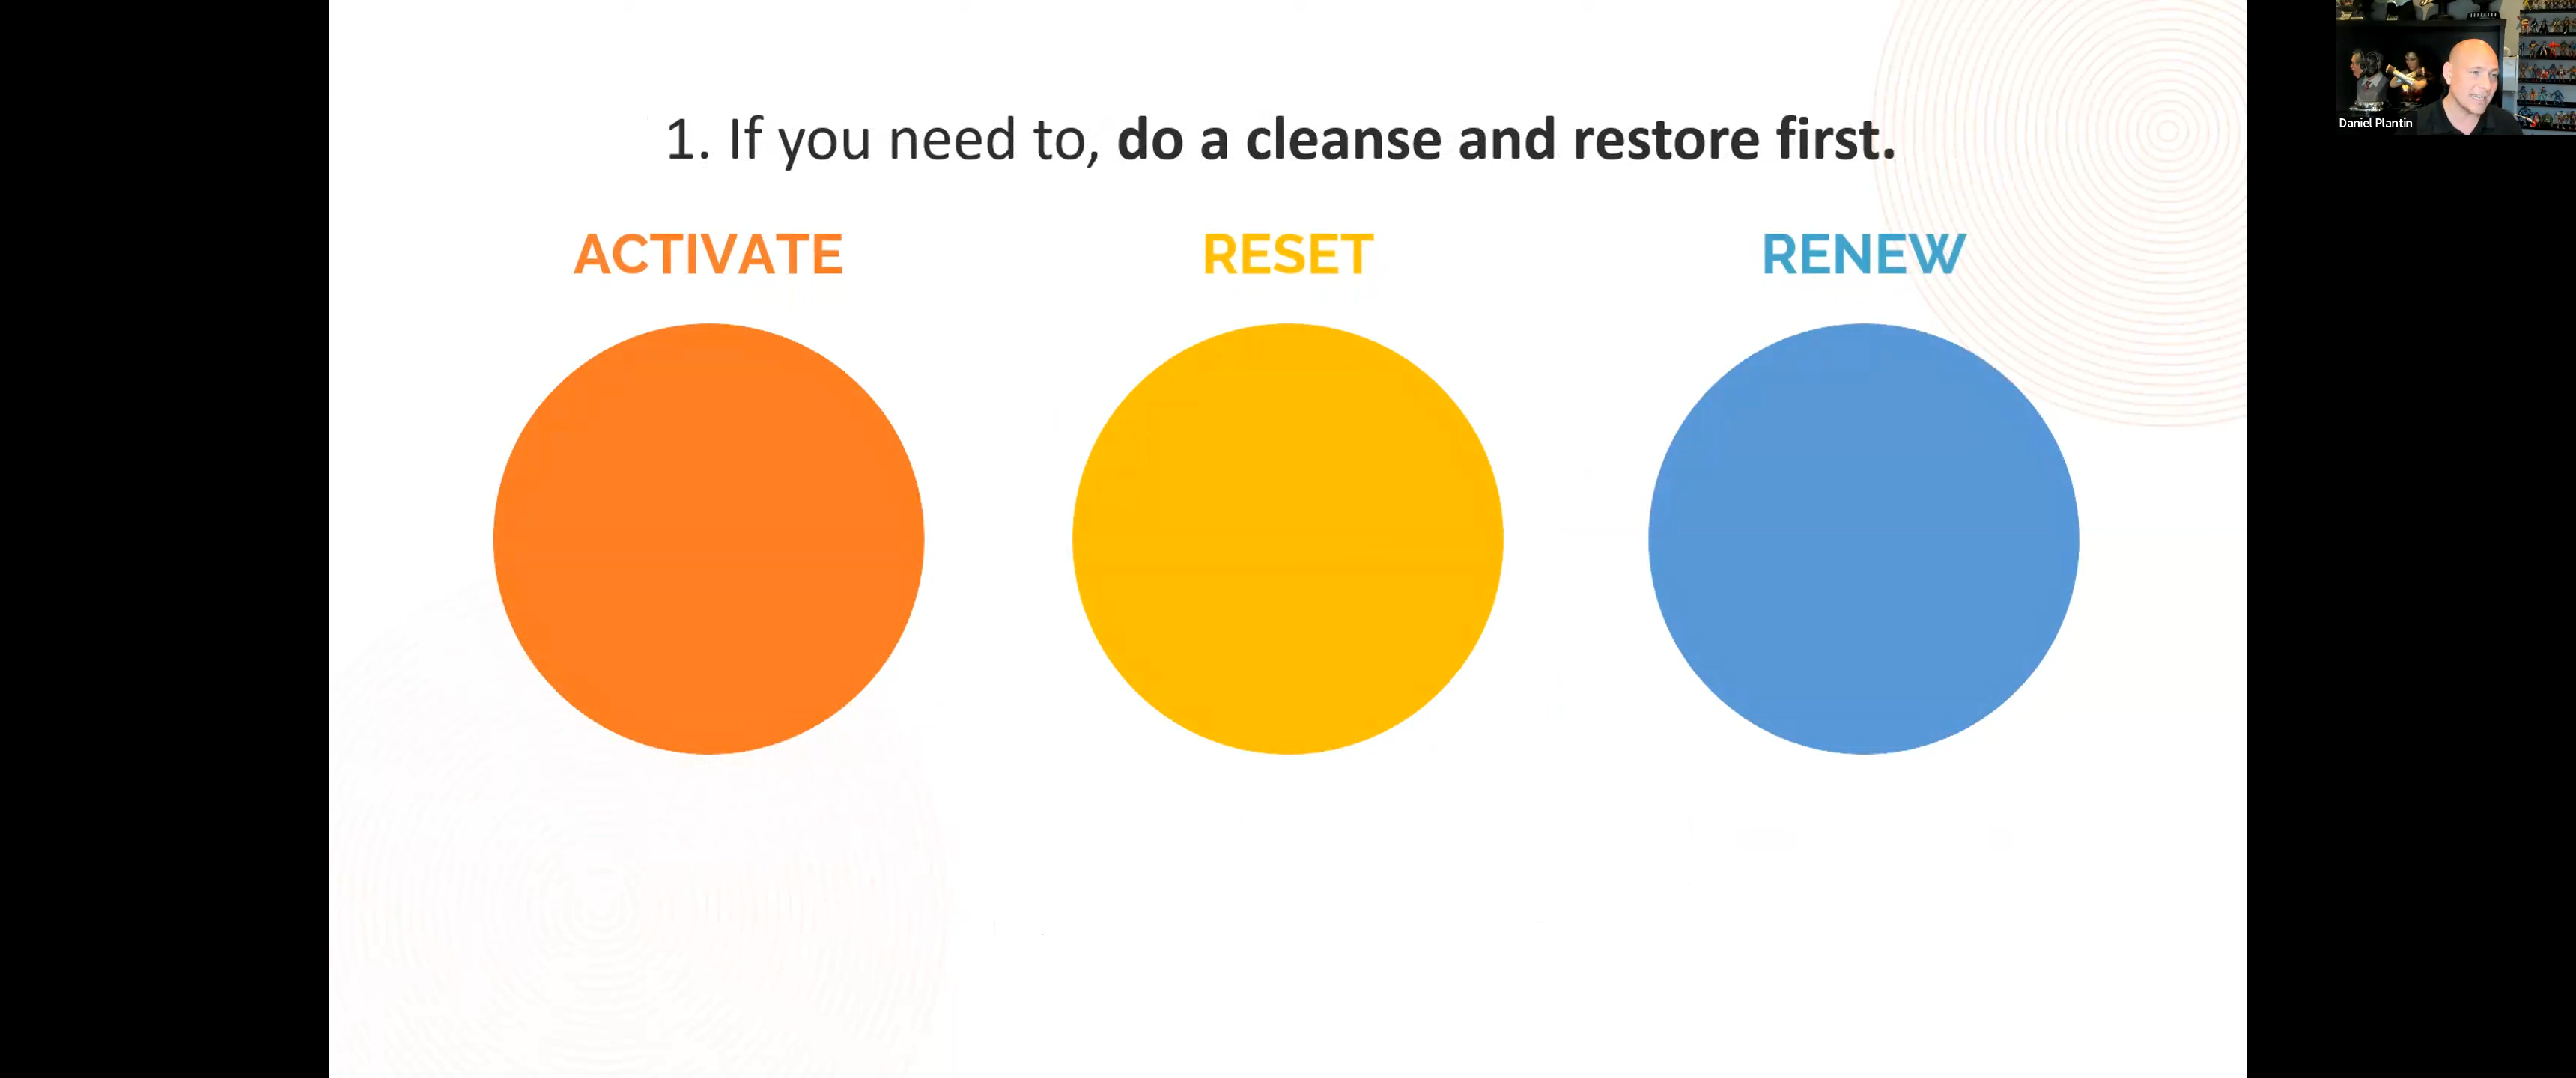 1. If you need to, do a cleanse and restore first.
ACTIVATE
RESET
RENEW
Daniel Plantin